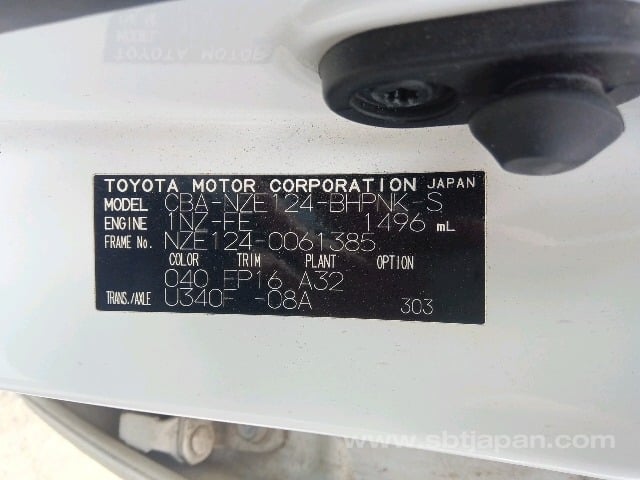 TOYOTA MOTOR CORPORATION JAPAN
MODEL CBA-NZE124-BHPNK-S
ENGINE 1NZ-FE 1496 mL
FRAME No. NZE124-0061385
COLOR TRIM PLANT OPTION
040 EP16 A32
TRANS./AXLE U340F -08A 303
www.sbtjapan.com